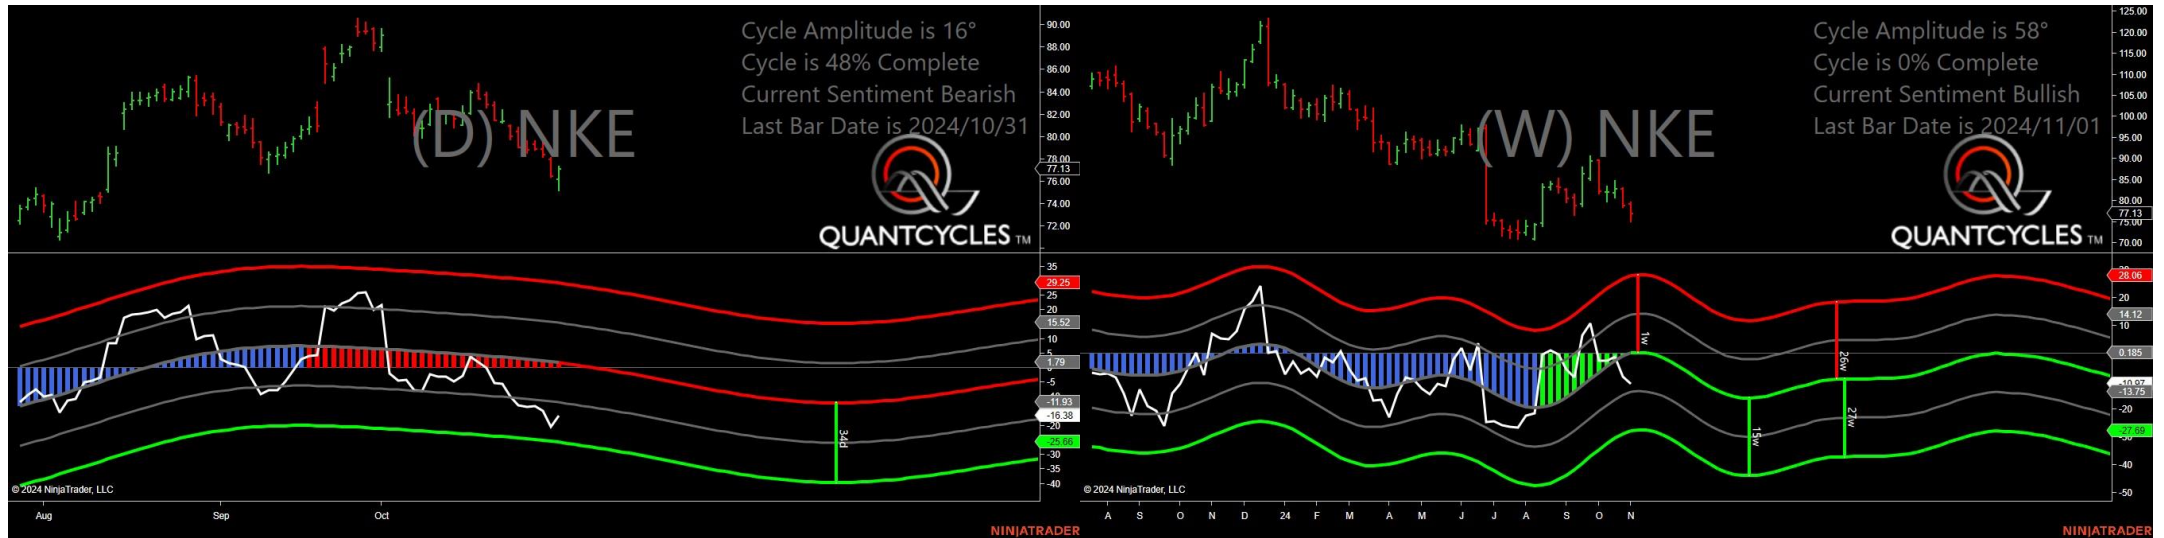 Cycle Amplitude is 16°
Cycle is 48% Complete
Current Sentiment Bearish
Last Bar Date is 2024/10/31
(D) NKE
QUANTCYCLES TM
90.00
88.00
86.00
84.00
82.00
80.00
78.00
77.13
76.00
74.00
72.00
35
29.25
25
20
15.52
10
5
1.79
-5
-11.93
-16.38
-20
-25.66
-30
-35
-40
34d
© 2024 NinjaTrader, LLC
Aug Sep Oct
NINJATRADER
Cycle Amplitude is 58°
Cycle is 0% Complete
Current Sentiment Bullish
Last Bar Date is 2024/11/01
(W) NKE
QUANTCYCLES TM
125.00
120.00
115.00
110.00
105.00
100.00
95.00
90.00
85.00
80.00
77.13
75.00
70.00
28.06
20
14.12
10
0.185
-10.97
-13.75
-20
-27.69
-40
-50
1w
26w
15w
27w
© 2024 NinjaTrader, LLC
A S O N D 24 F M A M J J A S O N
NINJATRADER